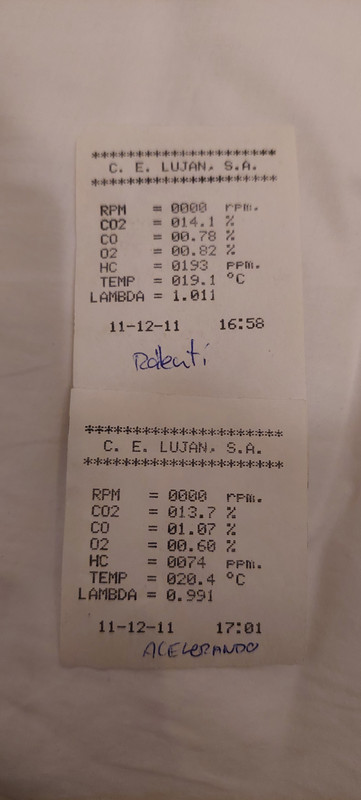 ********************
C. E. LUJAN, S.A.
********************
RPM = 0000 rpm.
CO2 = 014.1 %
CO = 00.78 %
O2 = 00.82 %
HC = 0193 ppm.
TEMP = 019.1 °C
LAMBDA = 1.011
11-12-11 16:58
Ralenti
*********************
C. E. LUJAN, S.A.
*********************
RPM = 0000 rpm.
CO2 = 013.7 %
CO = 01.07 %
O2 = 00.60 %
HC = 0074 ppm.
TEMP = 020.4 °C
LAMBDA = 0.991
11-12-11 17:01
ACELERANDO